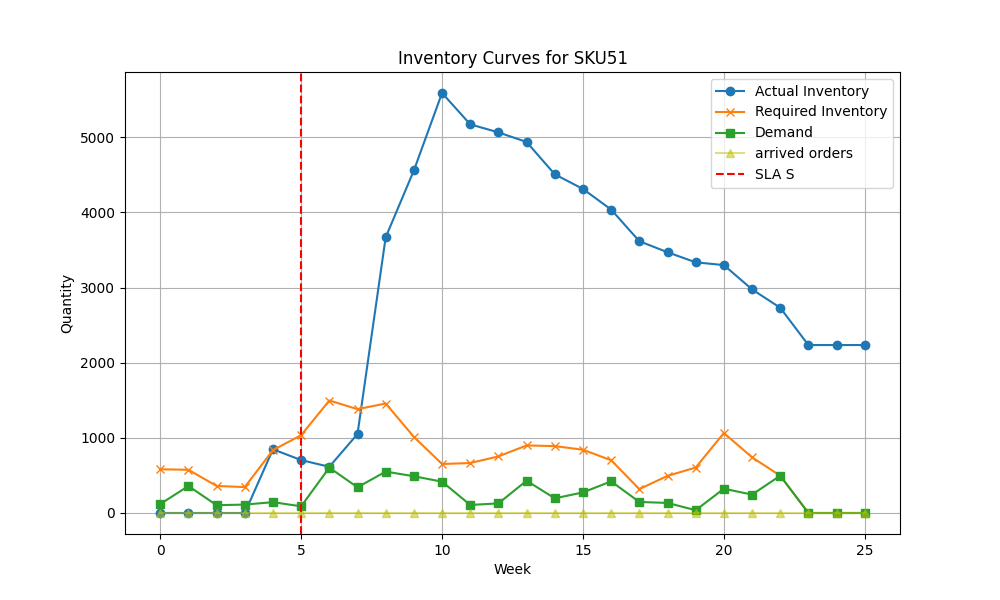 Inventory Curves for SKU51
Actual Inventory
Required Inventory
Demand
arrived orders
SLA S
5000
4000
3000
2000
1000
0
Quantity
0 5 10 15 20 25
Week